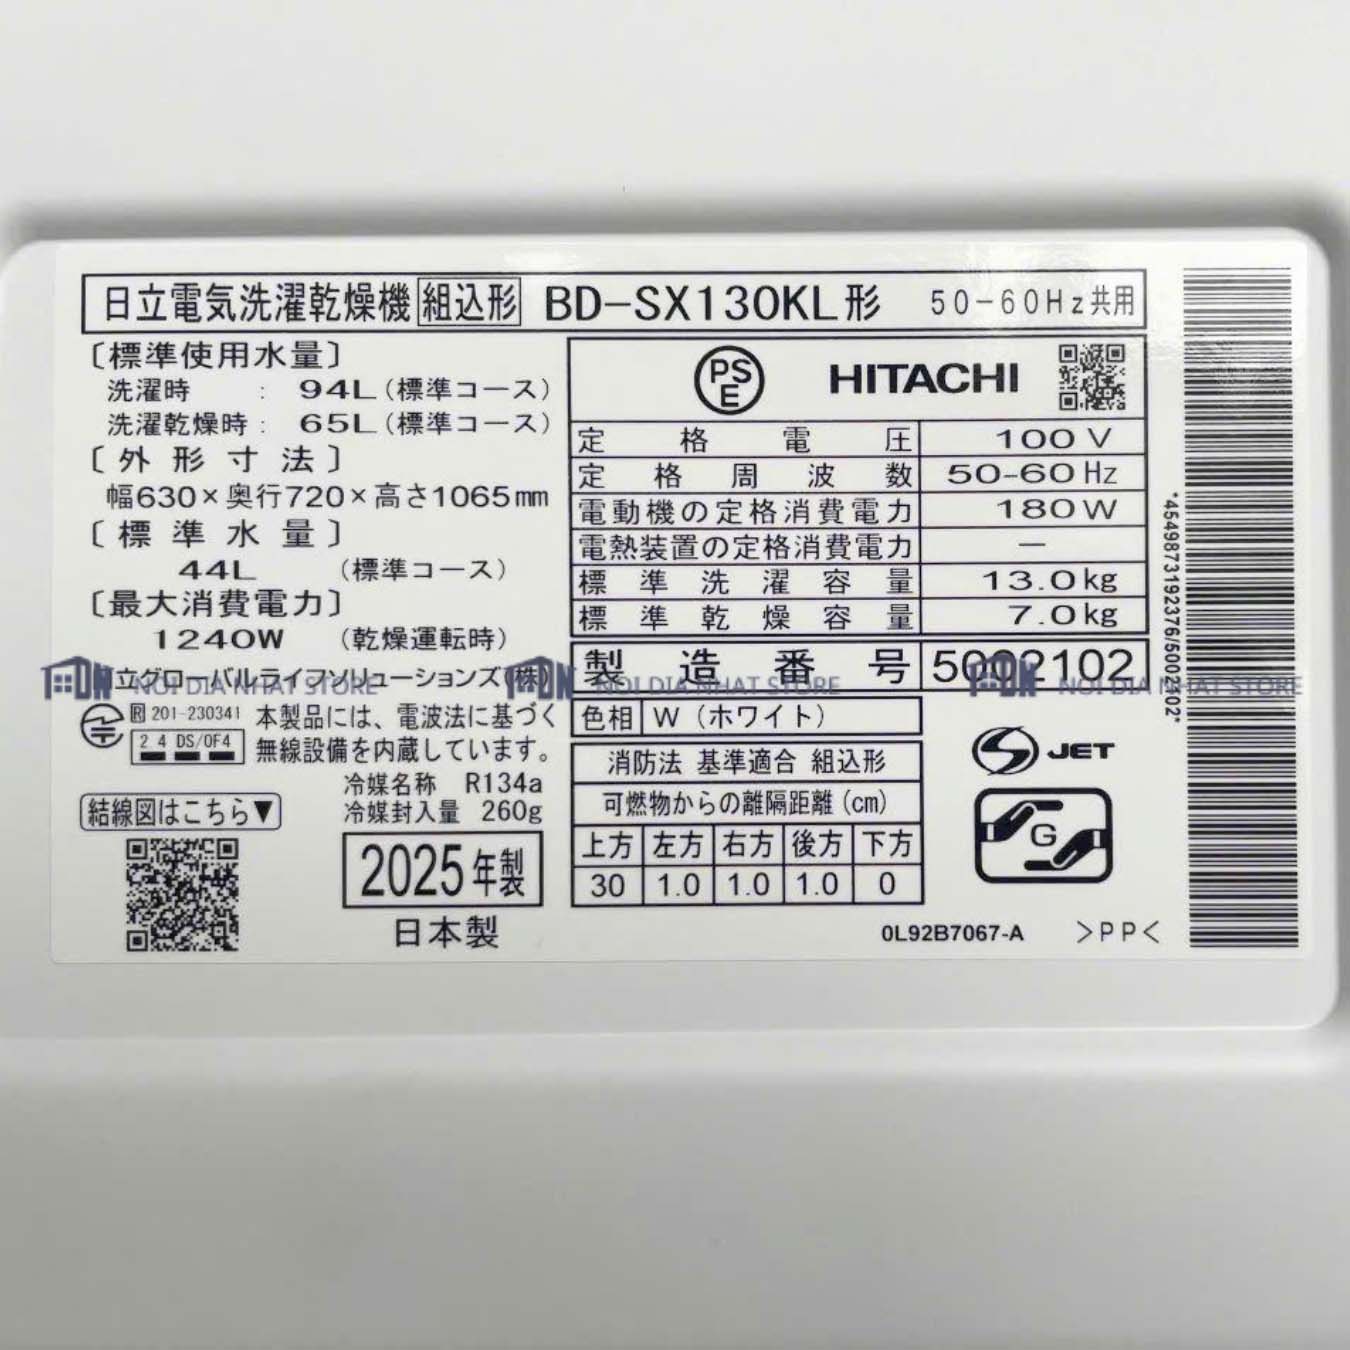 日立電気洗濯乾燥機 組込形 BD-SX130KL形 50-60Hz共用
〔標準使用水量〕
洗濯時 : 94L(標準コース)
洗濯乾燥時: 65L(標準コース)
〔外形寸法〕
幅630×奥行720×高さ1065mm
〔標準水量〕
44L (標準コース)
〔最大消費電力〕
1240W (乾燥運転時)
立グローバルライフソリューションズ(株)
R 201-230341 本製品には、電波法に基づく
2.4 DS/OF4 無線設備を内蔵しています。
冷媒名称 R134a
冷媒封入量 260g
結線図はこちら▼
2025年製
日本製
PSE HITACHI
定格電圧 100V
定格周波数 50-60Hz
電動機の定格消費電力 180W
電熱装置の定格消費電力 —
標準洗濯容量 13.0kg
標準乾燥容量 7.0kg
製造番号 5002102
色相 W(ホワイト)
消防法 基準適合 組込形
可燃物からの離隔距離(cm)
上方 左方 右方 後方 下方
30 1.0 1.0 1.0 0
S JET
G
0L92B7067-A >PP<
*4549873192376/5002102*
NOI DIA NHAT STORE
NOI DIA NHAT STORE
NOI DIA NHAT STORE